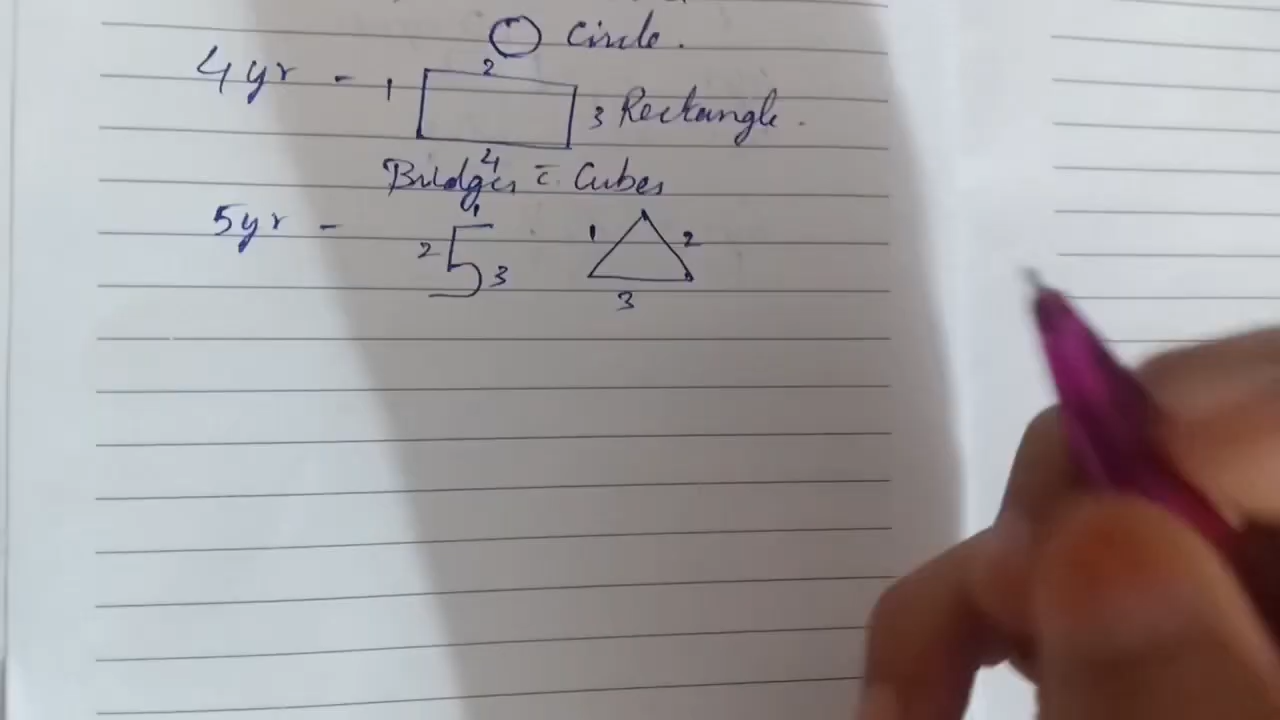 Circle.
4yr - 1 2 3 4 Rectangle.
Bridges c̄ Cubes
5yr - 1 2 3 1 2 3